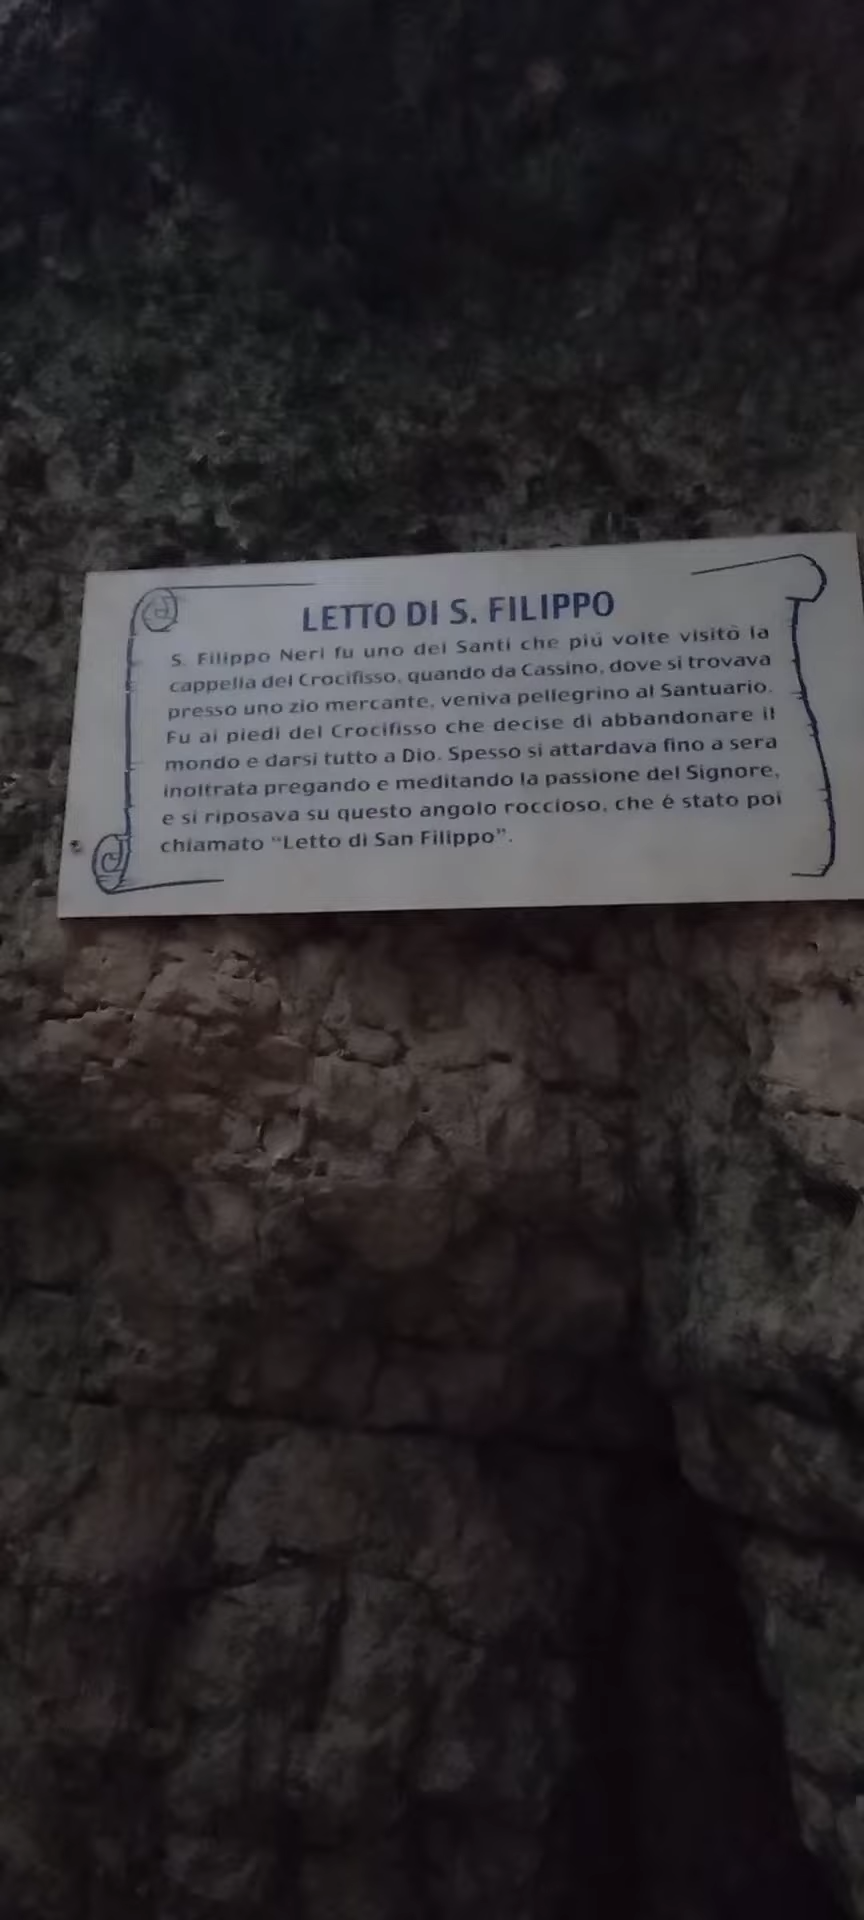 LETTO DI S. FILIPPO
S. Filippo Neri fu uno dei Santi che piú volte visitò la
cappella del Crocifisso, quando da Cassino, dove si trovava
presso uno zio mercante, veniva pellegrino al Santuario.
Fu ai piedi del Crocifisso che decise di abbandonare il
mondo e darsi tutto a Dio. Spesso si attardava fino a sera
inoltrata pregando e meditando la passione del Signore,
e si riposava su questo angolo roccioso, che é stato poi
chiamato "Letto di San Filippo".